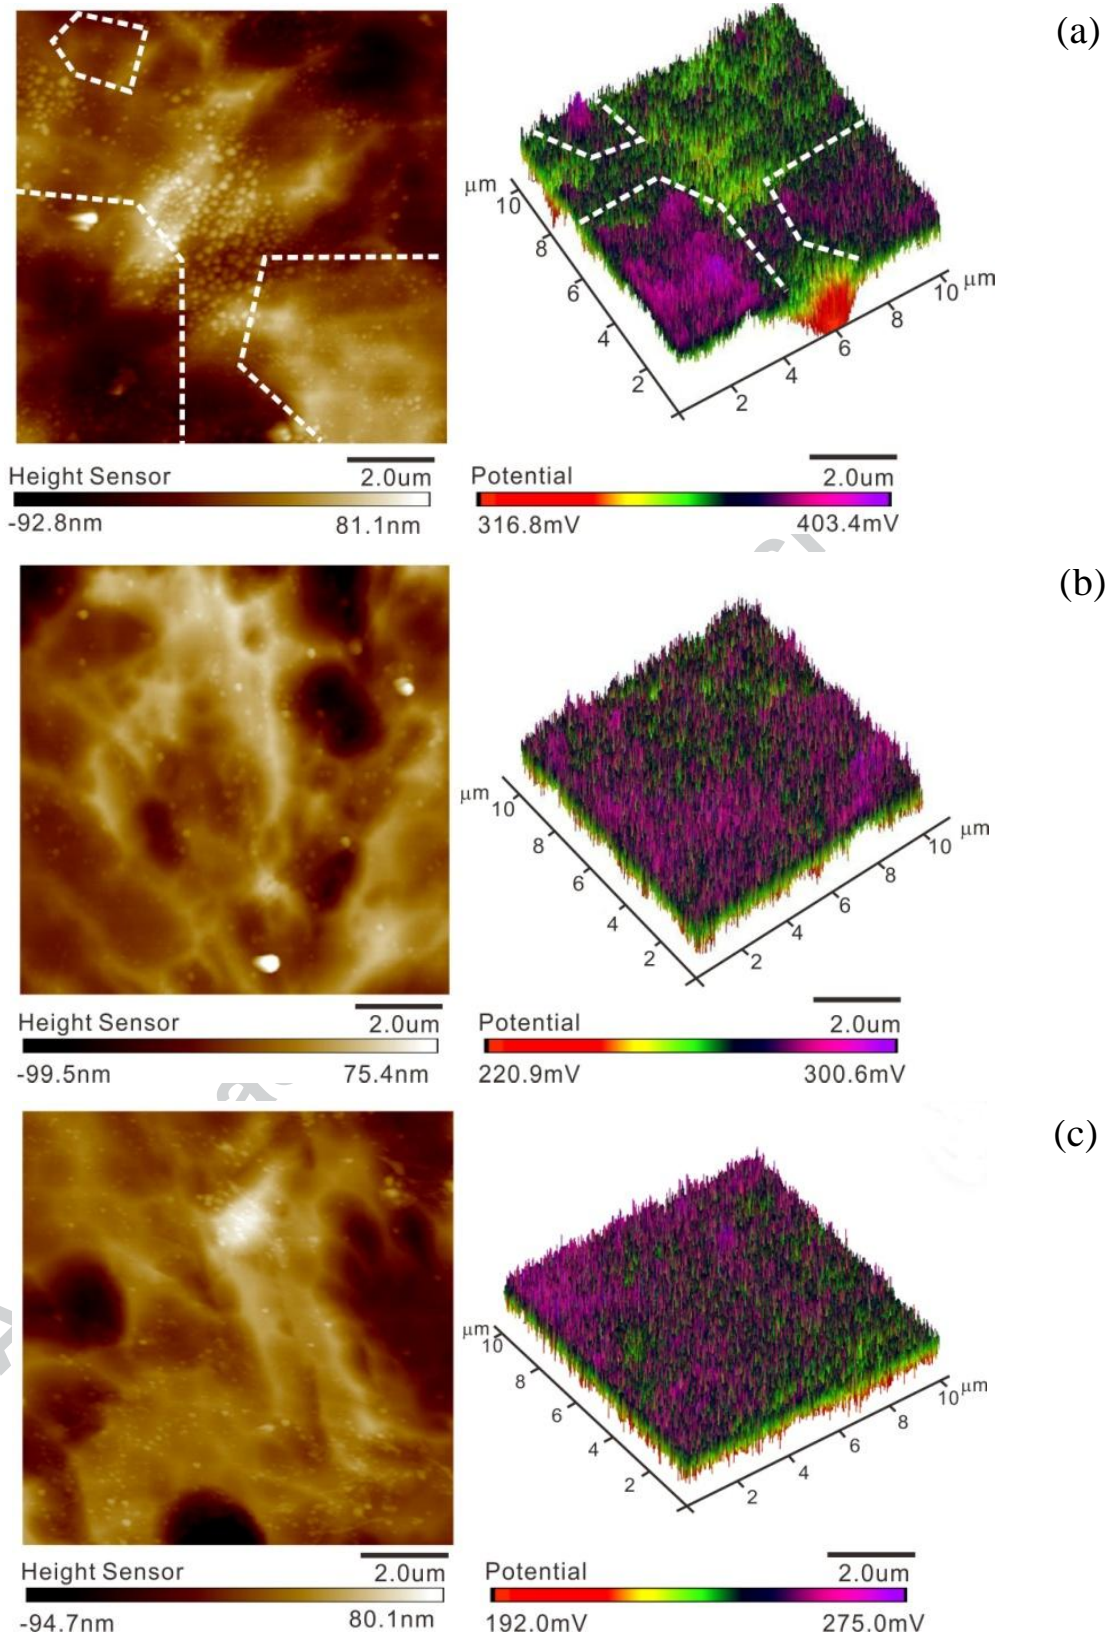 (a)
μm
10
8
6
4
2
2
4
6
8
10
μm
Height Sensor
2.0um
-92.8nm
81.1nm
Potential
2.0um
316.8mV
403.4mV
(b)
μm
10
8
6
4
2
2
4
6
8
10
μm
Height Sensor
2.0um
-99.5nm
75.4nm
Potential
2.0um
220.9mV
300.6mV
(c)
μm
10
8
6
4
2
2
4
6
8
10
μm
Height Sensor
2.0um
-94.7nm
80.1nm
Potential
2.0um
192.0mV
275.0mV